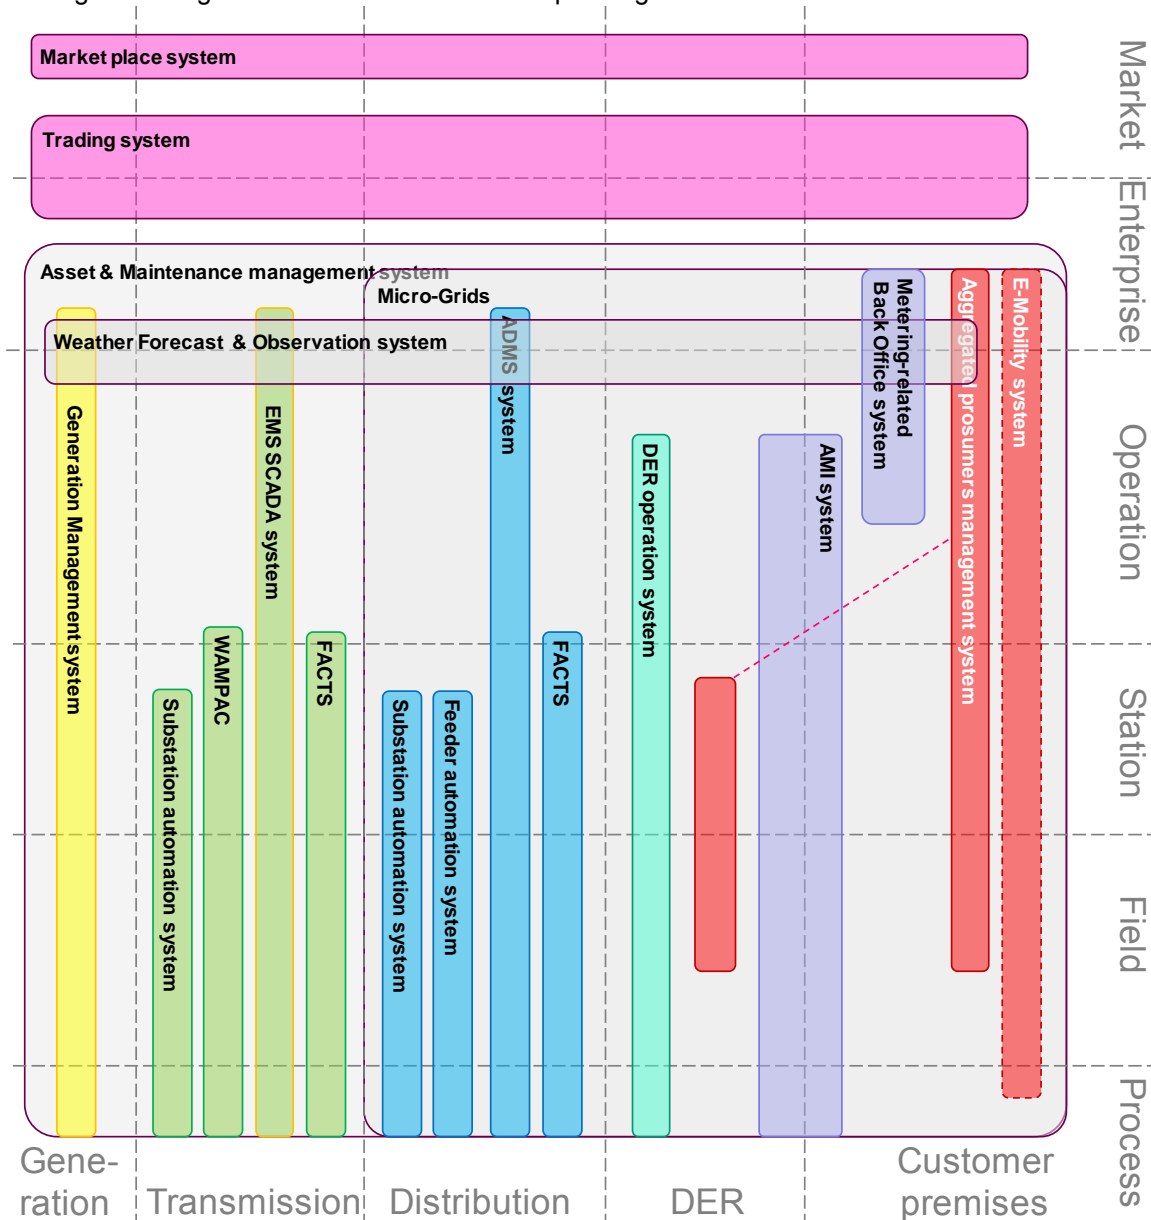 Market place system
Trading system
Asset & Maintenance management system
Micro-Grids
Weather Forecast & Observation system
Generation Management system
Substation automation system
WAMPAC
EMS SCADA system
FACTS
Substation automation system
Feeder automation system
ADMS system
FACTS
DER operation system
AMI system
Metering-related
Back Office system
Aggregated prosumers management system
E-Mobility system
Market
Enterprise
Operation
Station
Field
Process
Gene-
ration
Transmission
Distribution
DER
Customer
premises